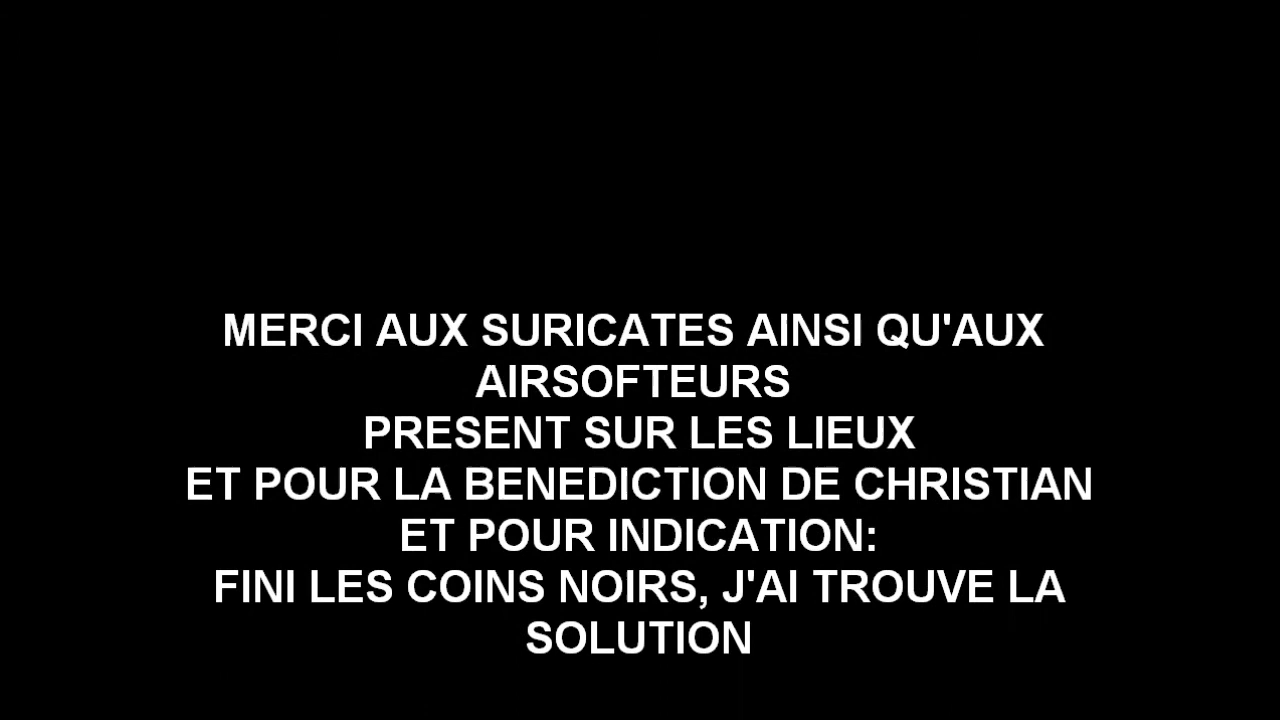 MERCI AUX SURICATES AINSI QU'AUX
AIRSOFTEURS
PRESENT SUR LES LIEUX
ET POUR LA BENEDICTION DE CHRISTIAN
ET POUR INDICATION:
FINI LES COINS NOIRS, J'AI TROUVE LA
SOLUTION